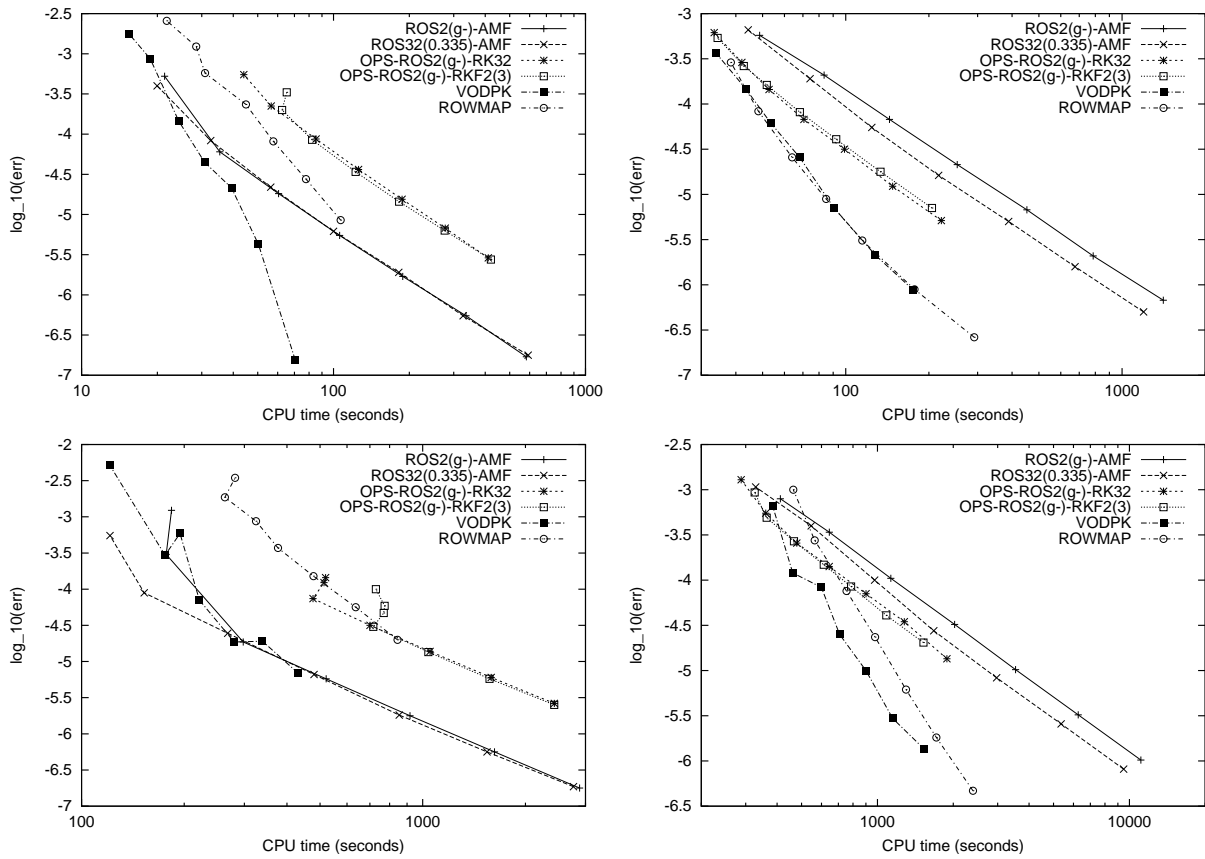 -2.5
-3
-3.5
-4
-4.5
-5
-5.5
-6
-6.5
-7
10
100
1000
log_10(err)
CPU time (seconds)
ROS2(g-)-AMF
ROS32(0.335)-AMF
OPS-ROS2(g-)-RK32
OPS-ROS2(g-)-RKF2(3)
VODPK
ROWMAP
-3
-3.5
-4
-4.5
-5
-5.5
-6
-6.5
-7
100
1000
log_10(err)
CPU time (seconds)
ROS2(g-)-AMF
ROS32(0.335)-AMF
OPS-ROS2(g-)-RK32
OPS-ROS2(g-)-RKF2(3)
VODPK
ROWMAP
-2
-2.5
-3
-3.5
-4
-4.5
-5
-5.5
-6
-6.5
-7
100
1000
log_10(err)
CPU time (seconds)
ROS2(g-)-AMF
ROS32(0.335)-AMF
OPS-ROS2(g-)-RK32
OPS-ROS2(g-)-RKF2(3)
VODPK
ROWMAP
-2.5
-3
-3.5
-4
-4.5
-5
-5.5
-6
-6.5
1000
10000
log_10(err)
CPU time (seconds)
ROS2(g-)-AMF
ROS32(0.335)-AMF
OPS-ROS2(g-)-RK32
OPS-ROS2(g-)-RKF2(3)
VODPK
ROWMAP